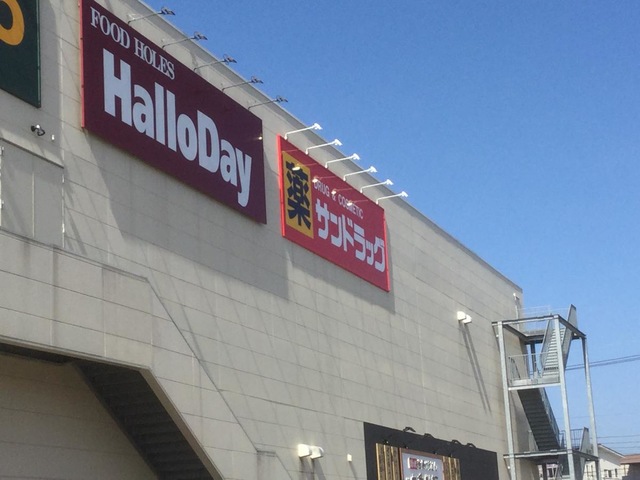 FOOD HOLES
HalloDay
薬
DRUG & COSMETIC
サンドラッグ